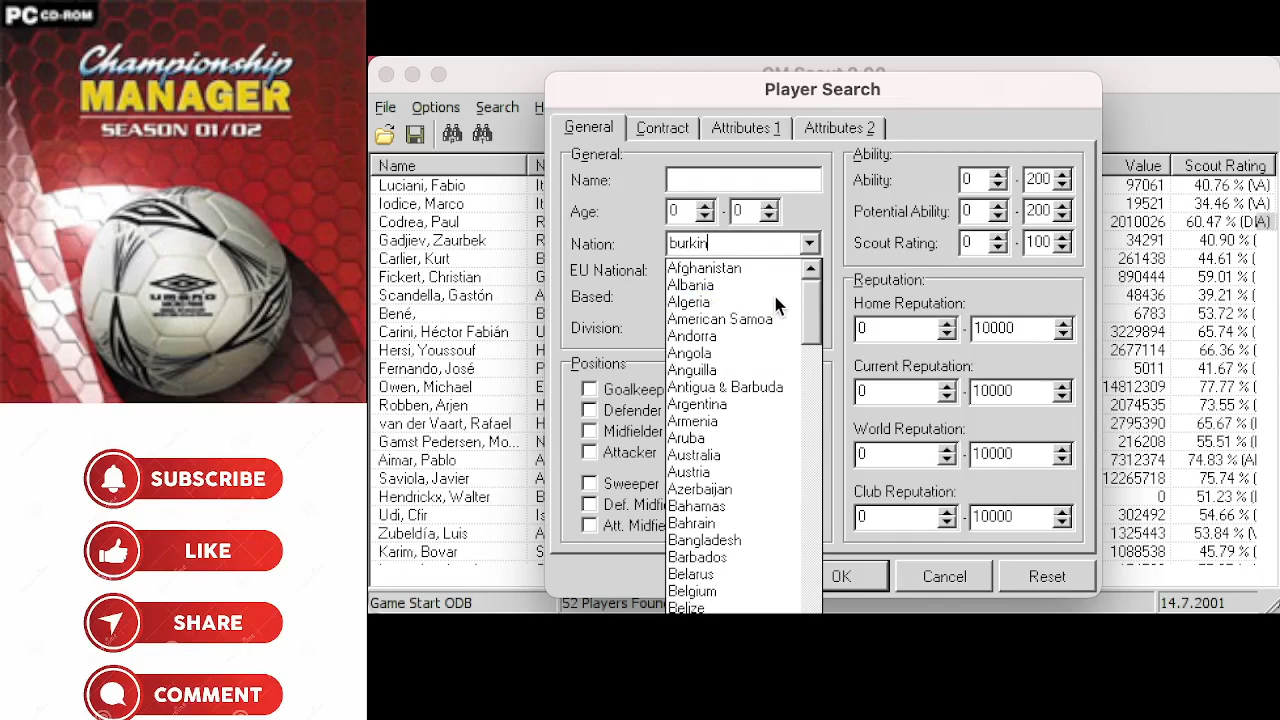 PC CD-ROM
Championship
MANAGER
SEASON 01/02
umbro
SUBSCRIBE
LIKE
SHARE
COMMENT
Player Search
File Options Search
General Contract Attributes 1 Attributes 2
General:
Name:
Age: 0 - 0
Nation: burkin
EU National:
Based:
Division:
Positions
Goalkeep
Defender
Midfielder
Attacker
Sweeper
Def. Midfi
Att. Midfie
Afghanistan
Albania
Algeria
American Samoa
Andorra
Angola
Anguilla
Antigua & Barbuda
Argentina
Armenia
Aruba
Australia
Austria
Azerbaijan
Bahamas
Bahrain
Bangladesh
Barbados
Belarus
Belgium
Belize
Ability:
Ability: 0 - 200
Potential Ability: 0 - 200
Scout Rating: 0 - 100
Reputation:
Home Reputation:
0 - 10000
Current Reputation:
0 - 10000
World Reputation:
0 - 10000
Club Reputation:
0 - 10000
OK Cancel Reset
Name N Value Scout Rating
Luciani, Fabio It 97061 40.76 % (\A)
Iodice, Marco It 19521 34.46 % (\A)
Codrea, Paul R 2010026 60.47 % (D\A)
Gadjiev, Zaurbek R 34291
Carlier, Kurt B 261438 44.61 % (
Fickert, Christian 890444 59.01 % (
Scandella, Gastón A 48436 39.21 % (
Bené, 6783 53.72 % (
Carini, Héctor Fabián 3229894 65.74 % (
Hersi, Youssouf H 2677114 66.36 % (
Fernando, José 5011 41.67 % (
Owen, Michael E 14812309 77.77 % (
Robben, Arjen H 2074535 73.55 % (
van der Vaart, Rafael H 2795390 65.67 % (
Gamst Pedersen, Mo... N 216208 55.51 % (
Aimar, Pablo A 7312374 74.83 % (A
Saviola, Javier A 12265718
Hendrickx, Walter B 0 51.23 % (
Udi, Cfir Is 302492 54.66 % (
Zubeldía, Luis A 1325443 53.84 % (
Karim, Bovar 1088538
Game Start ODB 52 Players Foun 14.7.2001